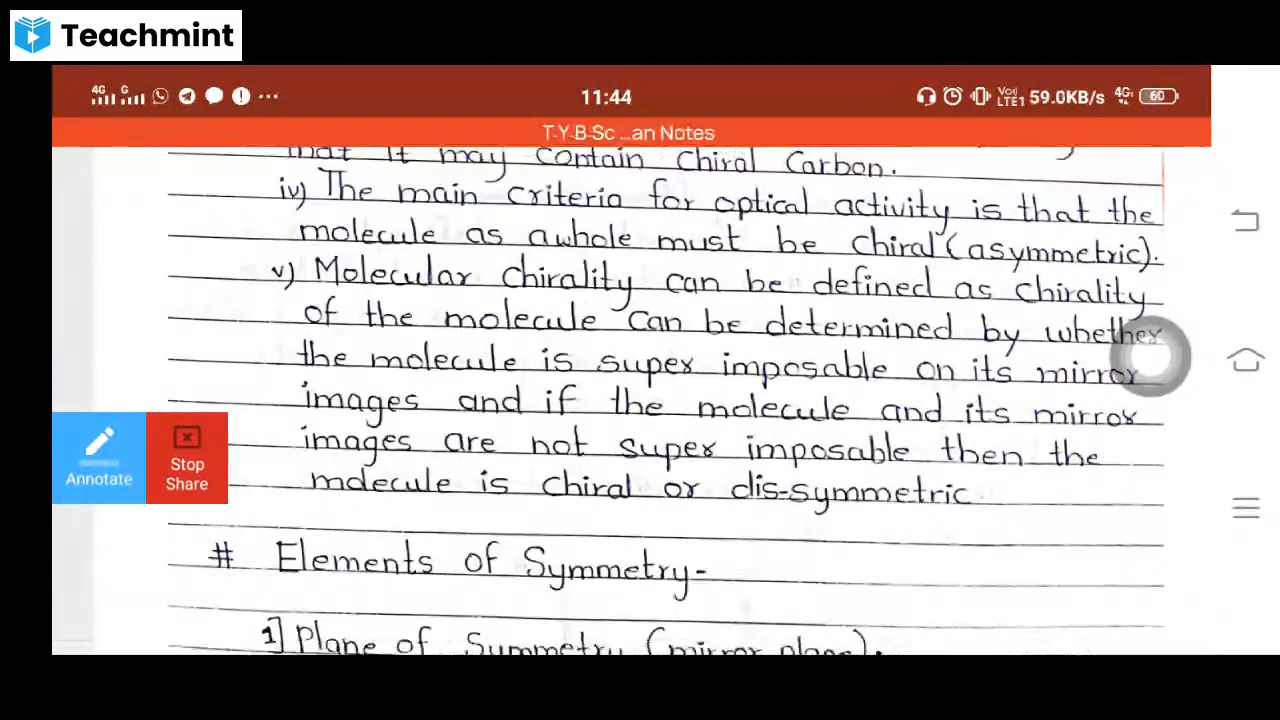 Teachmint
4G G 11:44 Vo) LTE1 59.0KB/s 4G 60
T.Y.B.Sc ...an Notes
that it may contain chiral Carbon.
iv) The main criteria for optical activity is that the
molecule as a whole must be chiral (asymmetric).
v) Molecular chirality can be defined as chirality
of the molecule can be determined by whether
the molecule is super imposable on its mirror
images and if the molecule and its mirror
images are not super imposable then the
molecule is chiral or dis-symmetric.
Annotate
Stop
Share
# Elements of Symmetry-
1] Plane of Symmetry (mirror plane).